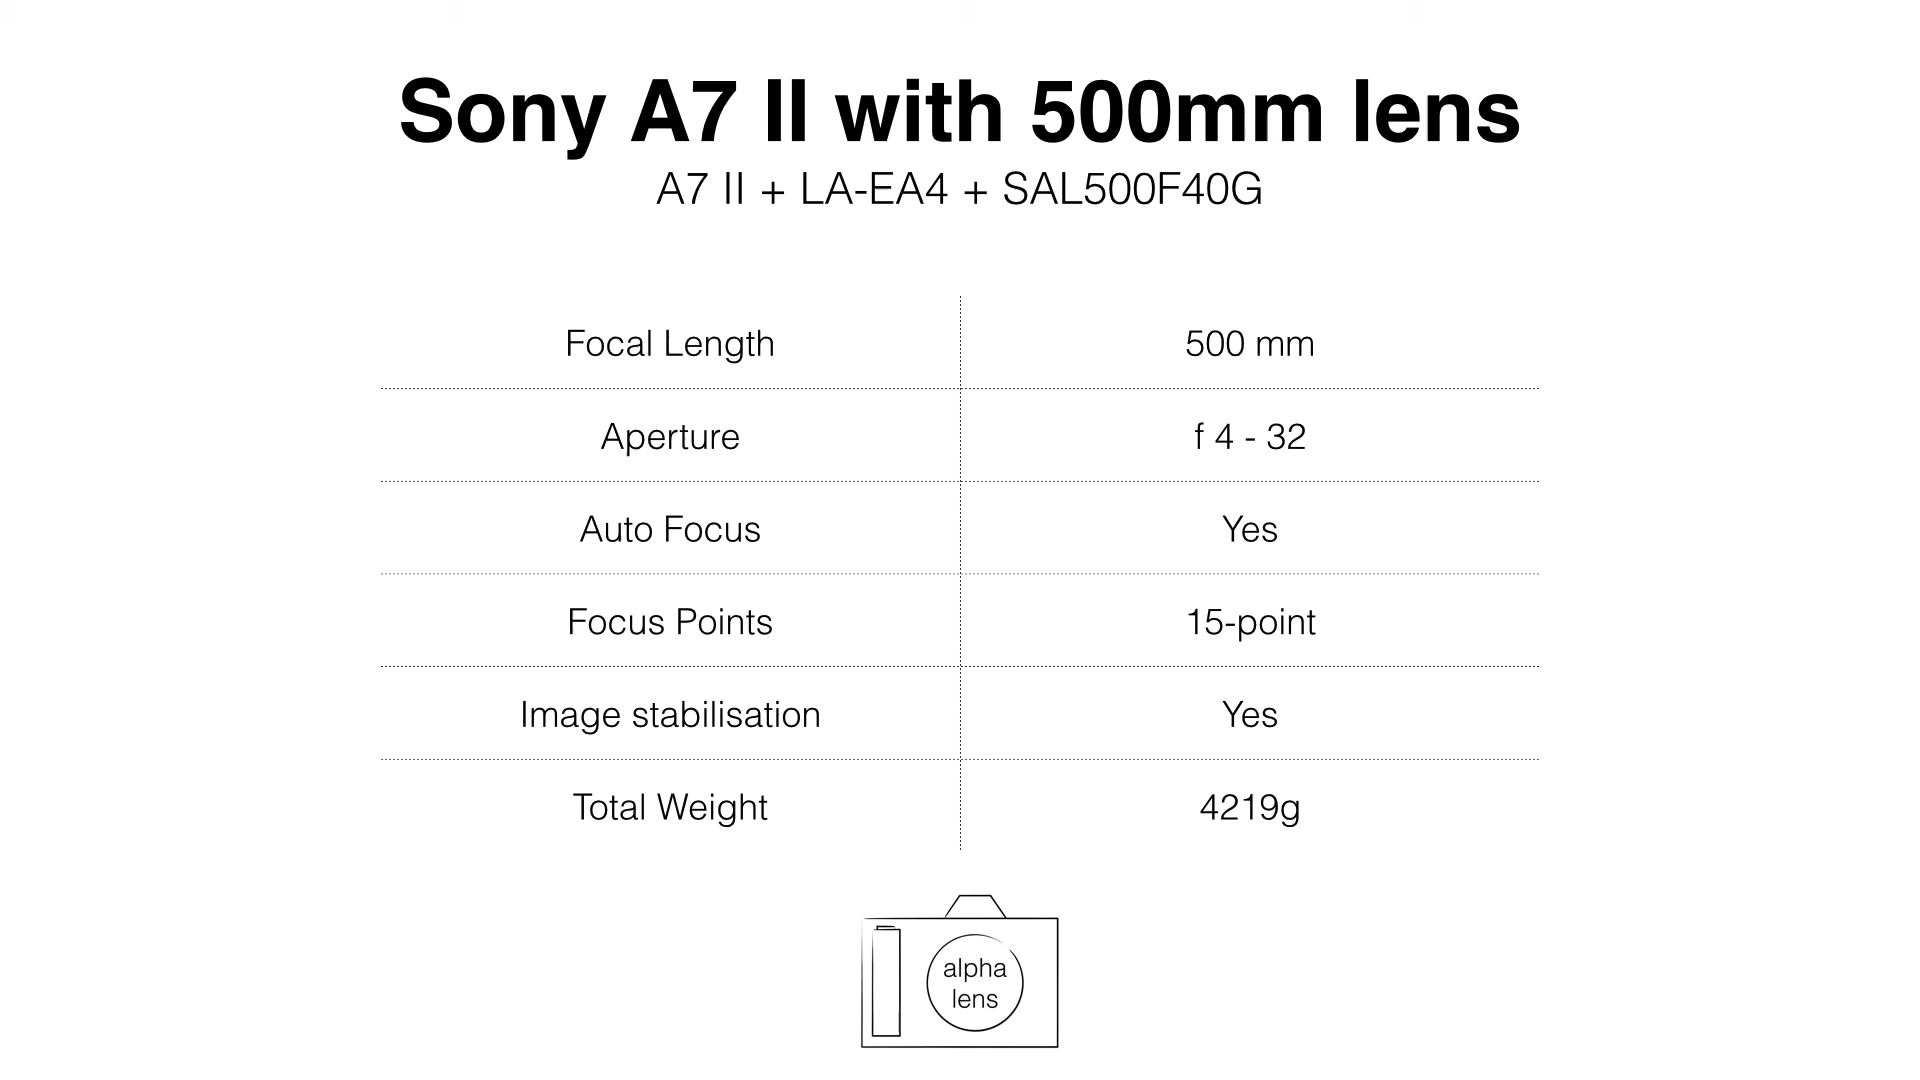 Sony A7 II with 500mm lens
A7 II + LA-EA4 + SAL500F40G
Focal Length 500 mm
Aperture f 4 - 32
Auto Focus Yes
Focus Points 15-point
Image stabilisation Yes
Total Weight 4219g
alpha
lens